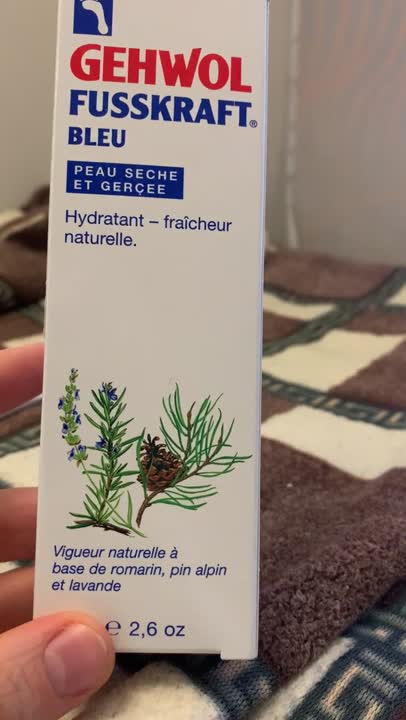 GEHWOL
FUSSKRAFT®
BLEU
PEAU SECHE
ET GERÇEE
Hydratant – fraîcheur
naturelle.
Vigueur naturelle à
base de romarin, pin alpin
et lavande
℮ 2,6 oz